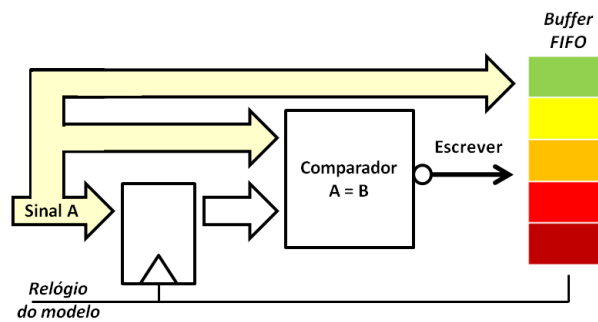 Buffer
FIFO
Escrever
Comparador
A = B
Sinal A
Relógio
do modelo